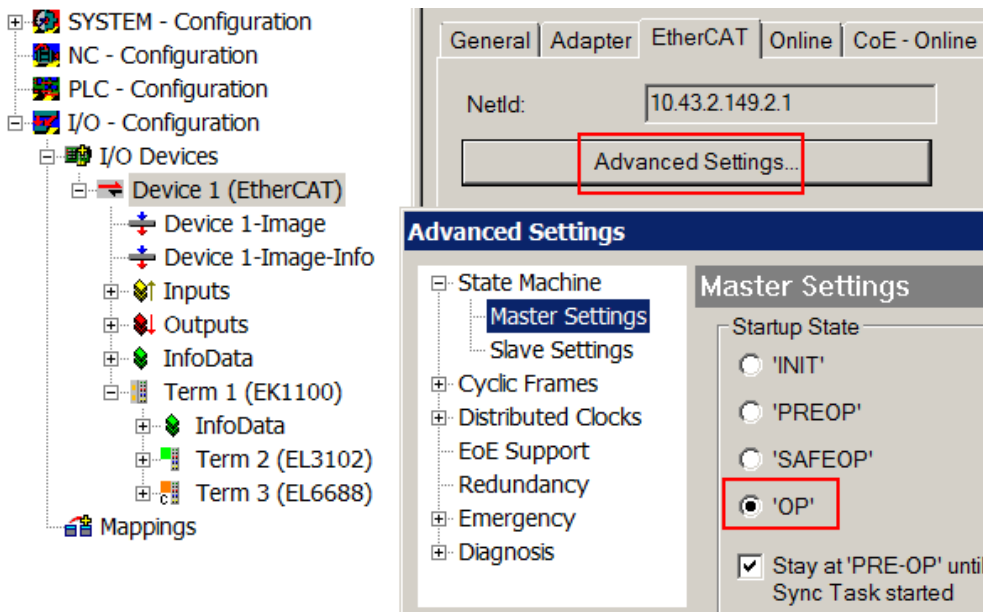 SYSTEM - Configuration
NC - Configuration
PLC - Configuration
I/O - Configuration
I/O Devices
Device 1 (EtherCAT)
Device 1-Image
Device 1-Image-Info
Inputs
Outputs
InfoData
Term 1 (EK1100)
InfoData
Term 2 (EL3102)
Term 3 (EL6688)
Mappings
General Adapter EtherCAT Online CoE - Online
NetId: 10.43.2.149.2.1
Advanced Settings...
Advanced Settings
State Machine
Master Settings
Slave Settings
Cyclic Frames
Distributed Clocks
EoE Support
Redundancy
Emergency
Diagnosis
Master Settings
Startup State
'INIT'
'PREOP'
'SAFEOP'
'OP'
Stay at 'PRE-OP' until
Sync Task started